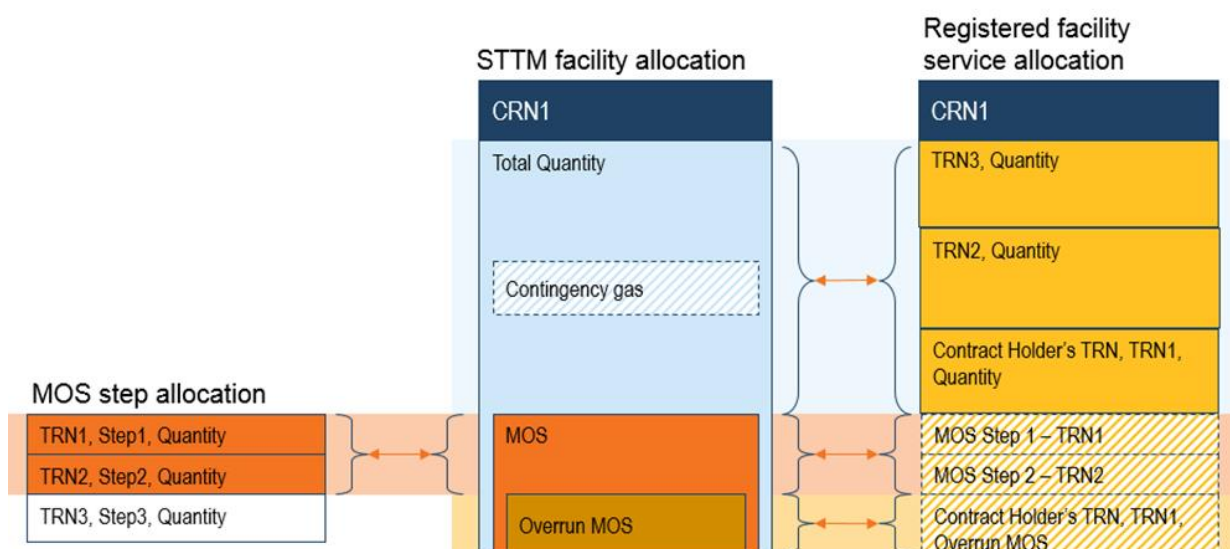 STTM facility allocation
Registered facility
service allocation
CRN1
CRN1
Total Quantity
TRN3, Quantity
TRN2, Quantity
Contingency gas
Contract Holder's TRN, TRN1,
Quantity
MOS step allocation
TRN1, Step1, Quantity
MOS
MOS Step 1 – TRN1
TRN2, Step2, Quantity
MOS Step 2 – TRN2
TRN3, Step3, Quantity
Overrun MOS
Contract Holder's TRN, TRN1,
Overrun MOS